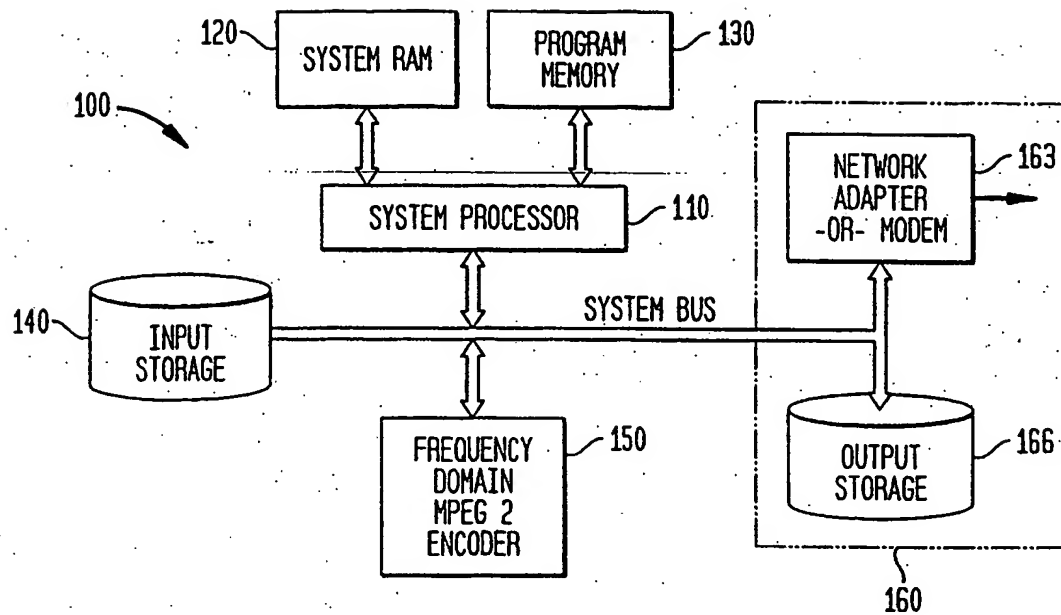 120
SYSTEM RAM
PROGRAM
MEMORY
130
100
SYSTEM PROCESSOR
110
NETWORK
ADAPTER
-OR- MODEM
163
140
INPUT
STORAGE
SYSTEM BUS
FREQUENCY
DOMAIN
MPEG 2
ENCODER
150
OUTPUT
STORAGE
166
160